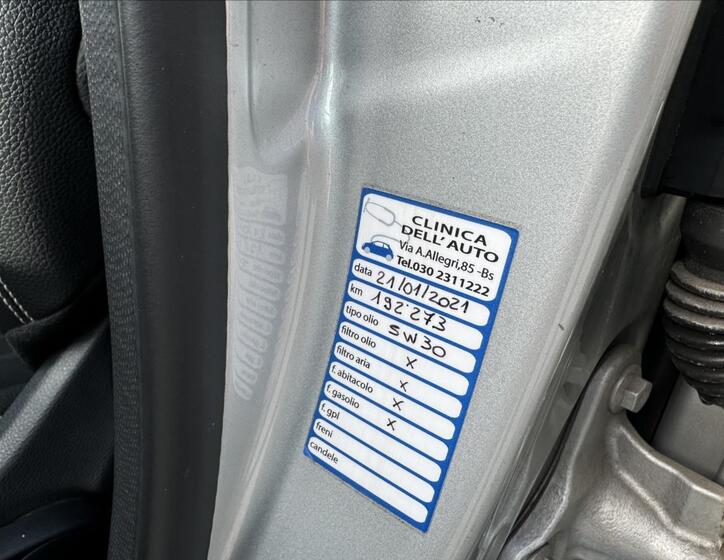 CLINICA
DELL'AUTO
Via A.Allegri,85 -Bs
Tel.030 2311222
data 21/01/2021
km 192.273
tipo olio 5W30
filtro olio X
filtro aria X
f. abitacolo X
f. gasolio X
f. gpl
freni
candele